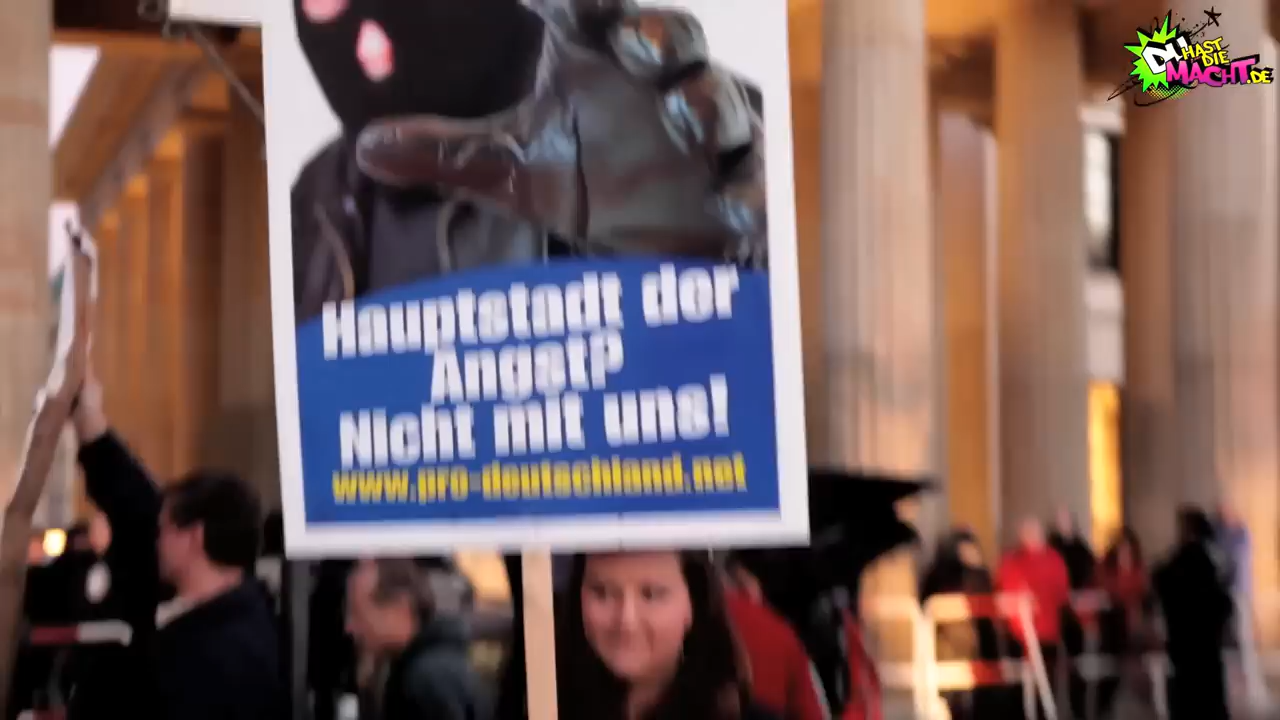 DU HAST
DIE
MACHT.DE
Hauptstadt der
Angst?
Nicht mit uns!
www.pro-deutschland.net